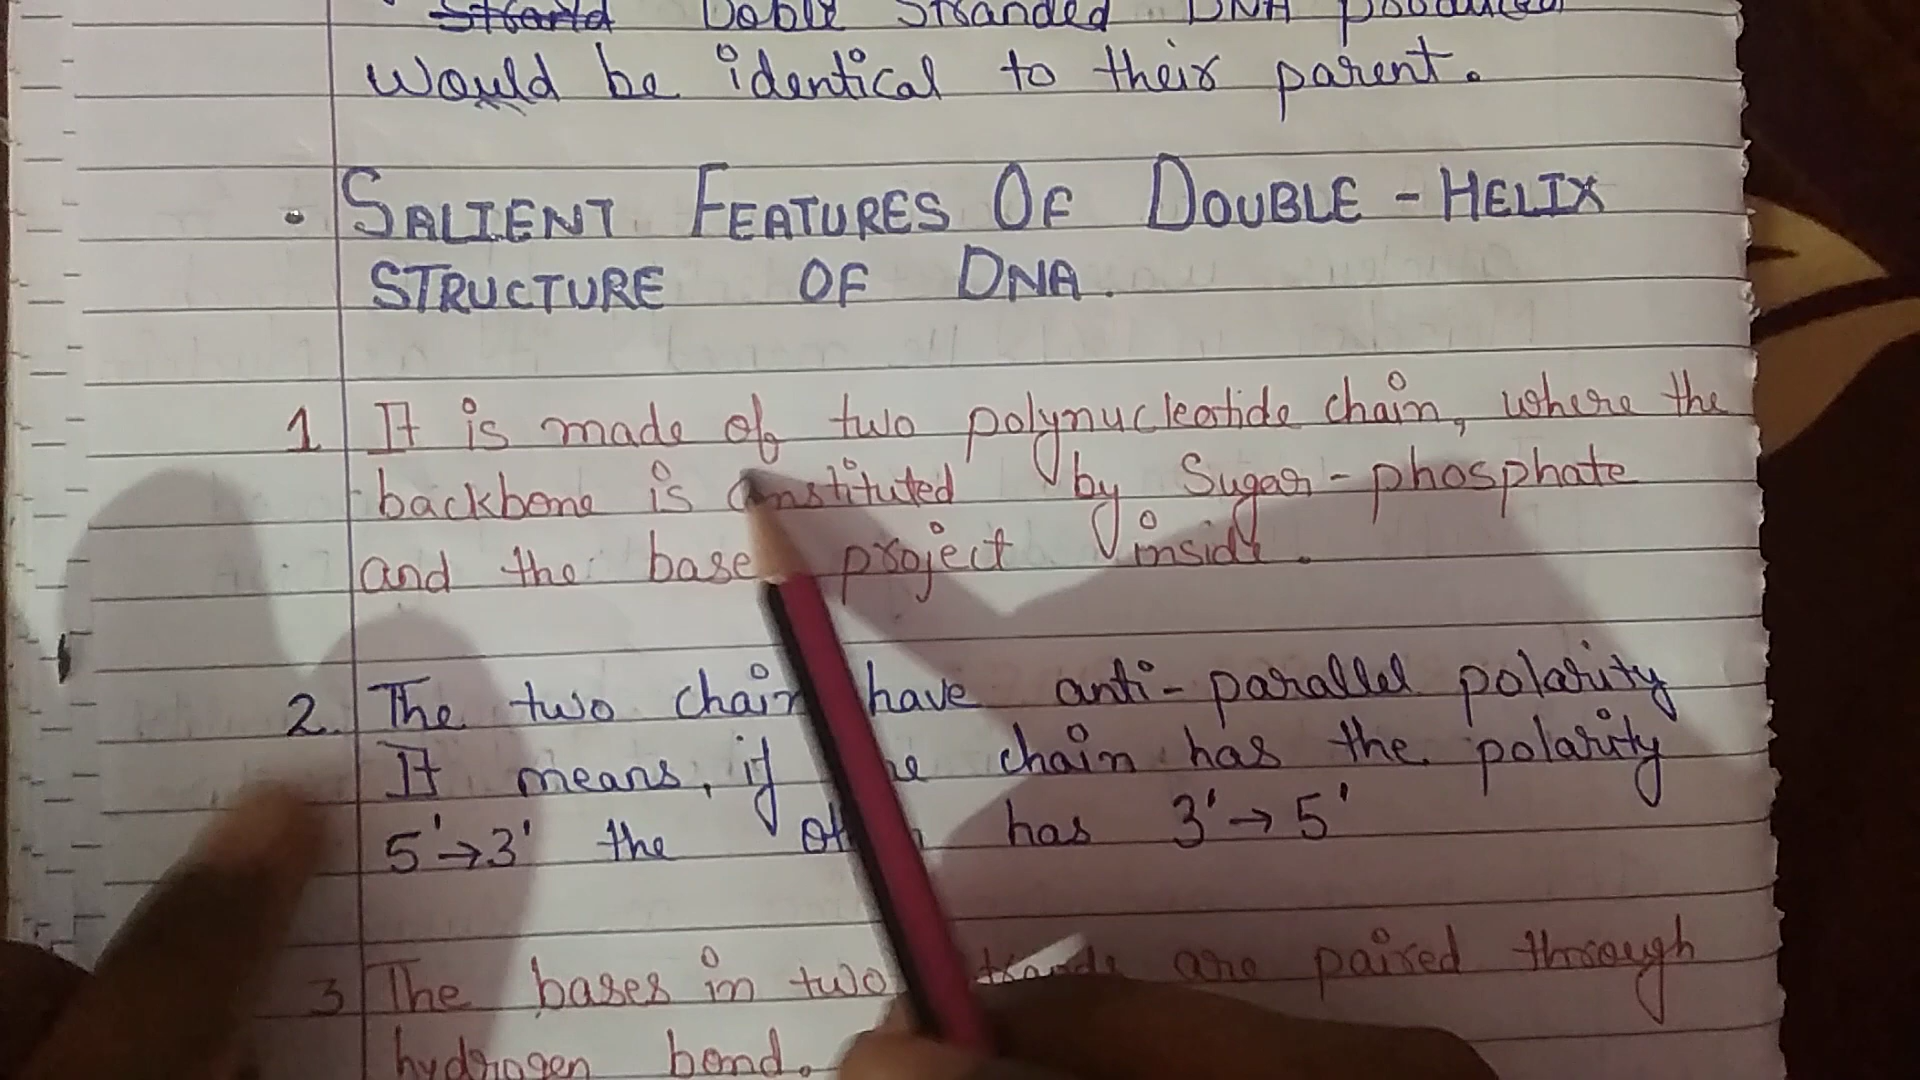 Doble Stranded DNA
would be identical to their parent.
• SALIENT FEATURES OF DOUBLE - HELIX
STRUCTURE OF DNA.
1 It is made of two polynucleotide chain, where the
backbone is constituted by Sugar - phosphate
and the base project inside.
2. The two chain have anti - parallel polarity
It means, if chain has the polarity
5'→3' the has 3'→5'
3 The bases in two are paired through
hydrogen bond.